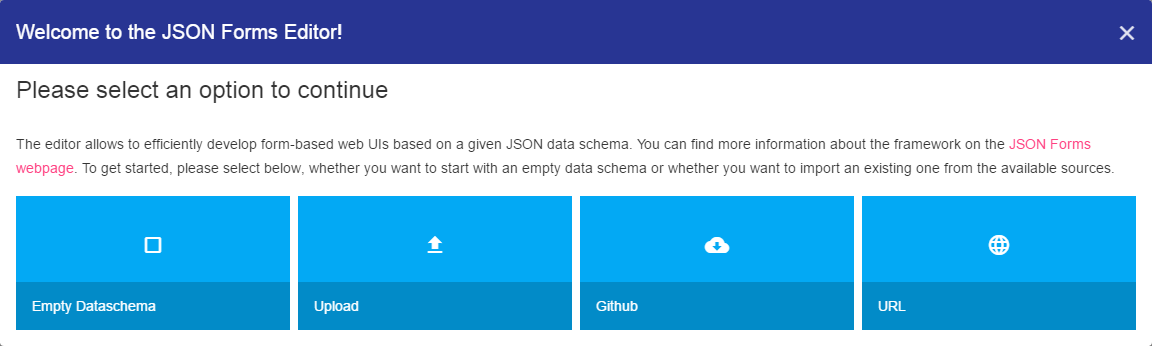 Welcome to the JSON Forms Editor!
Please select an option to continue
The editor allows to efficiently develop form-based web UIs based on a given JSON data schema. You can find more information about the framework on the JSON Forms
webpage. To get started, please select below, whether you want to start with an empty data schema or whether you want to import an existing one from the available sources.
Empty Dataschema
Upload
Github
URL